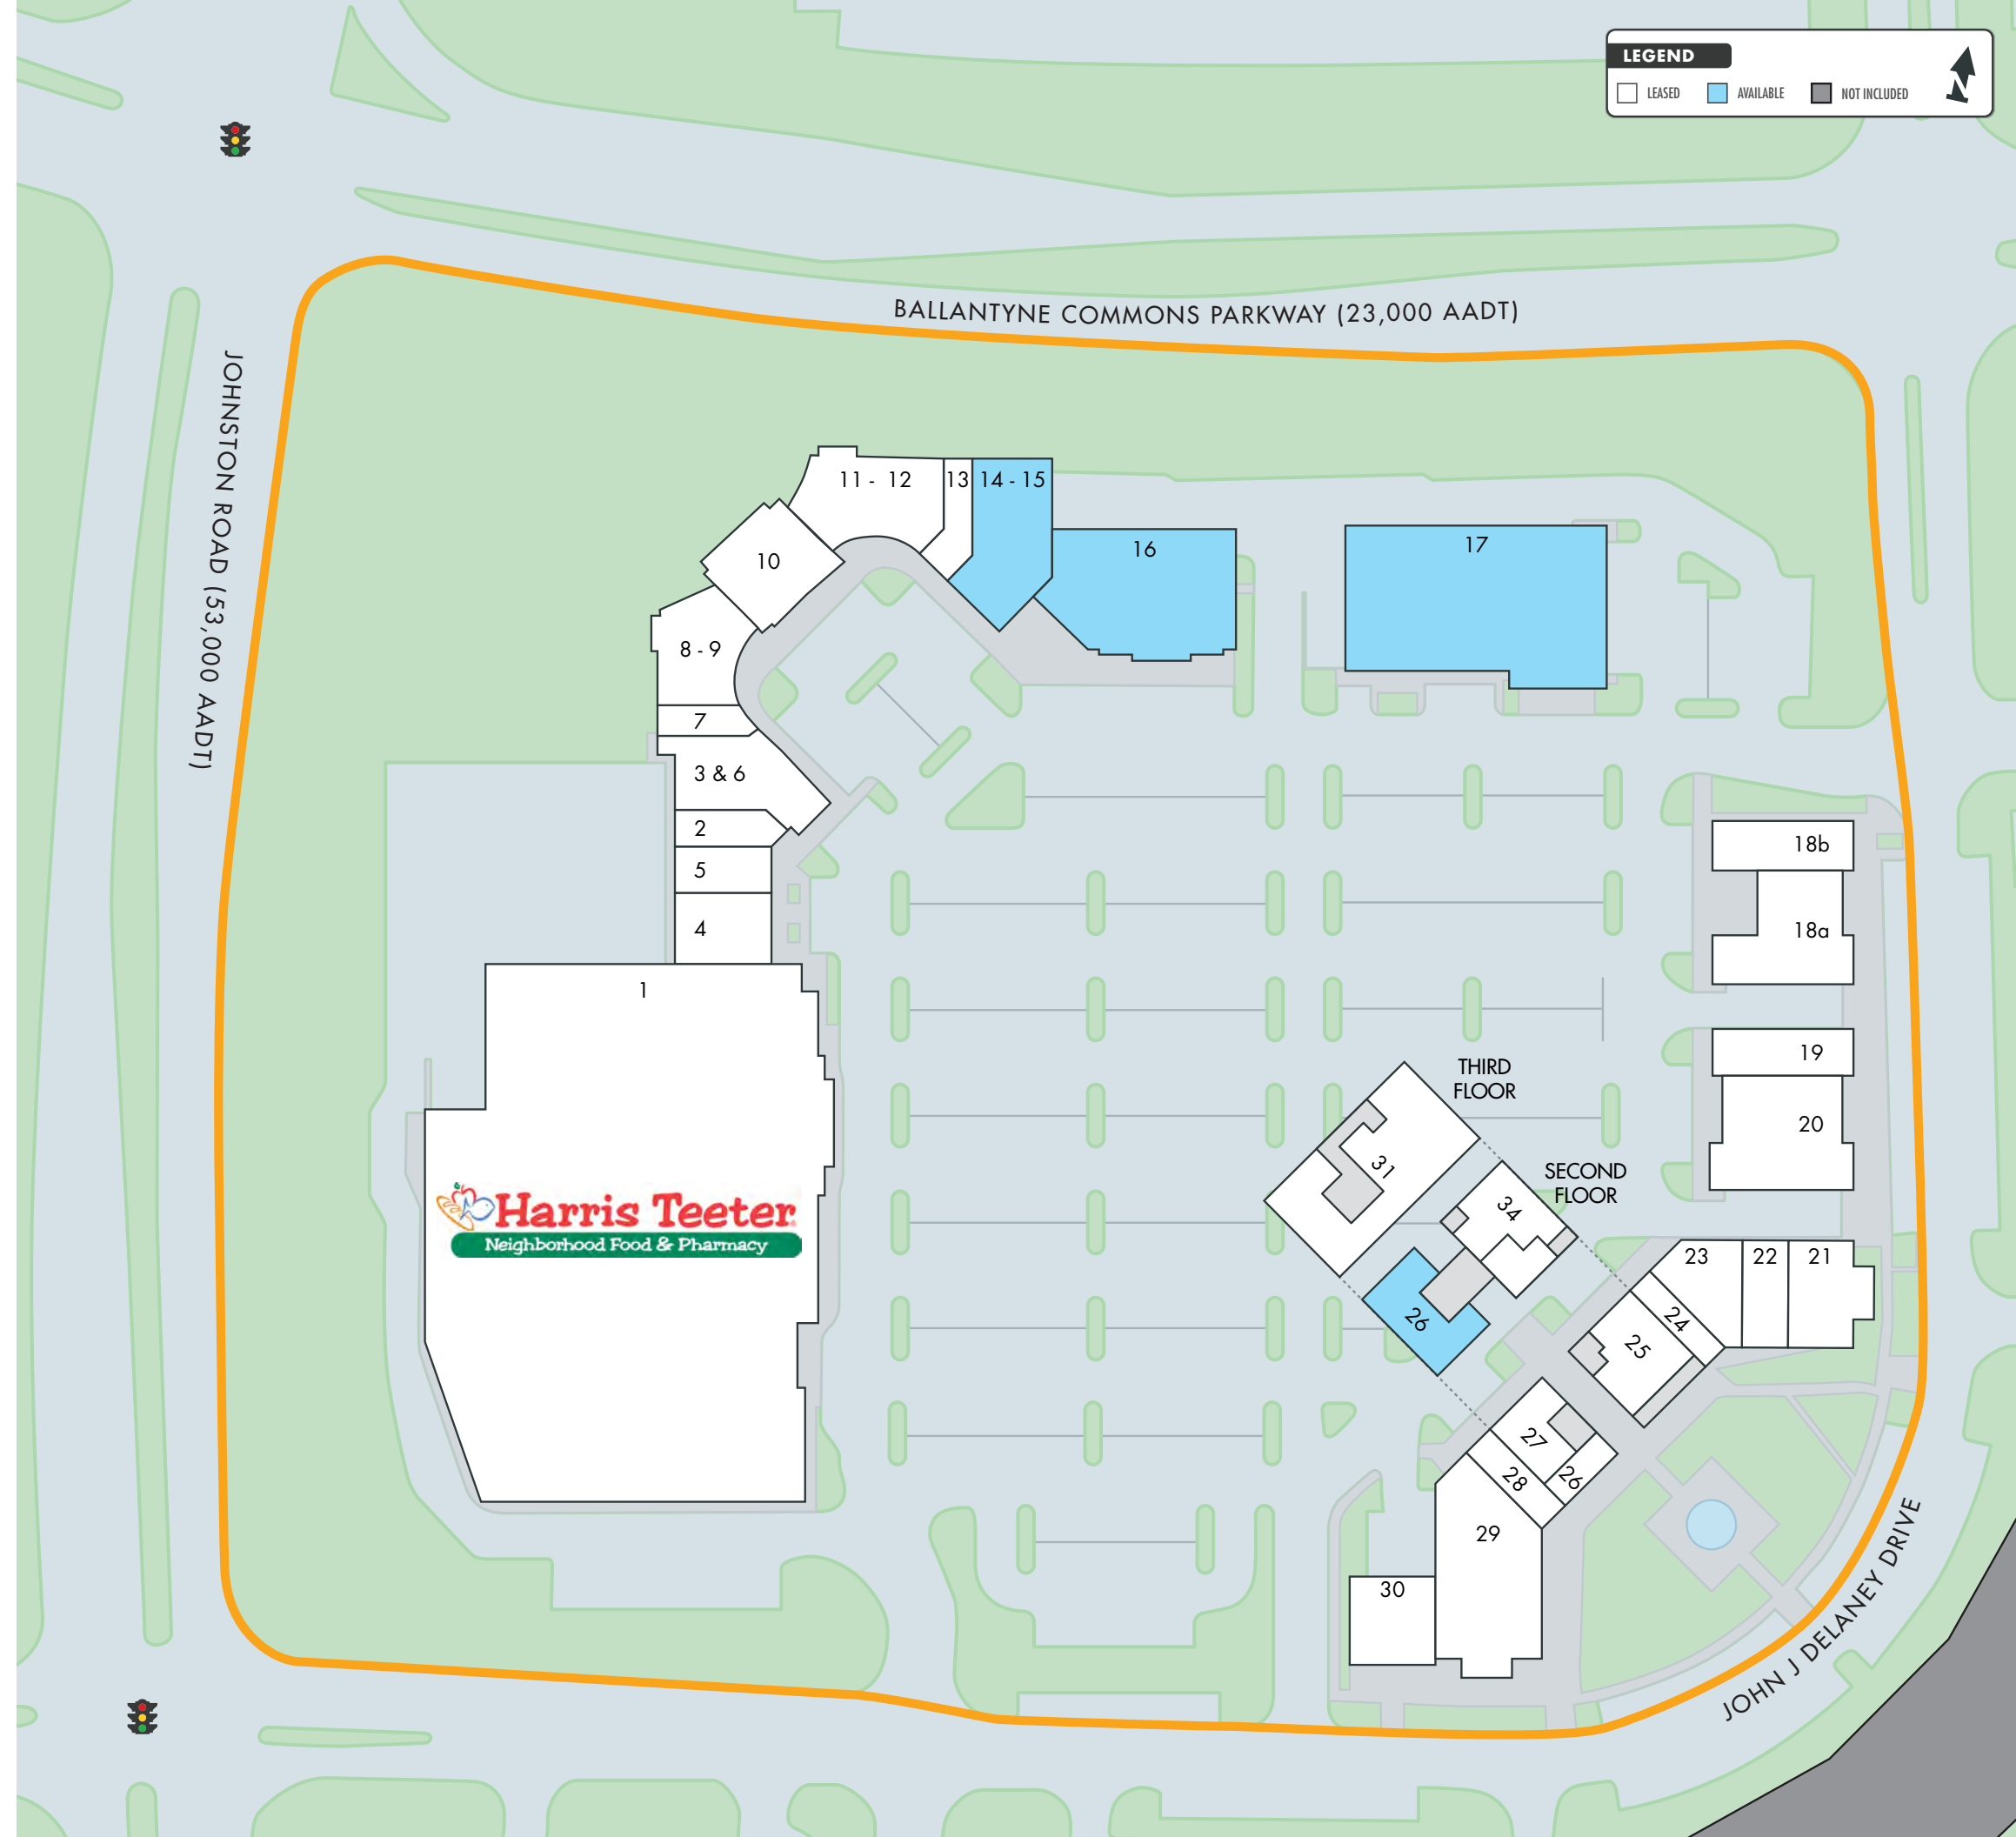 LEGEND
LEASED
AVAILABLE
NOT INCLUDED
N
BALLANTYNE COMMONS PARKWAY (23,000 AADT)
JOHNSTON ROAD (53,000 AADT)
11 - 12
13
14 - 15
10
16
17
8 - 9
7
3 & 6
2
5
4
1
Harris Teeter
Neighborhood Food & Pharmacy
18b
18a
19
20
THIRD
FLOOR
31
SECOND
FLOOR
34
26
23
22
21
24
25
27
26
28
29
30
JOHN J DELANEY DRIVE